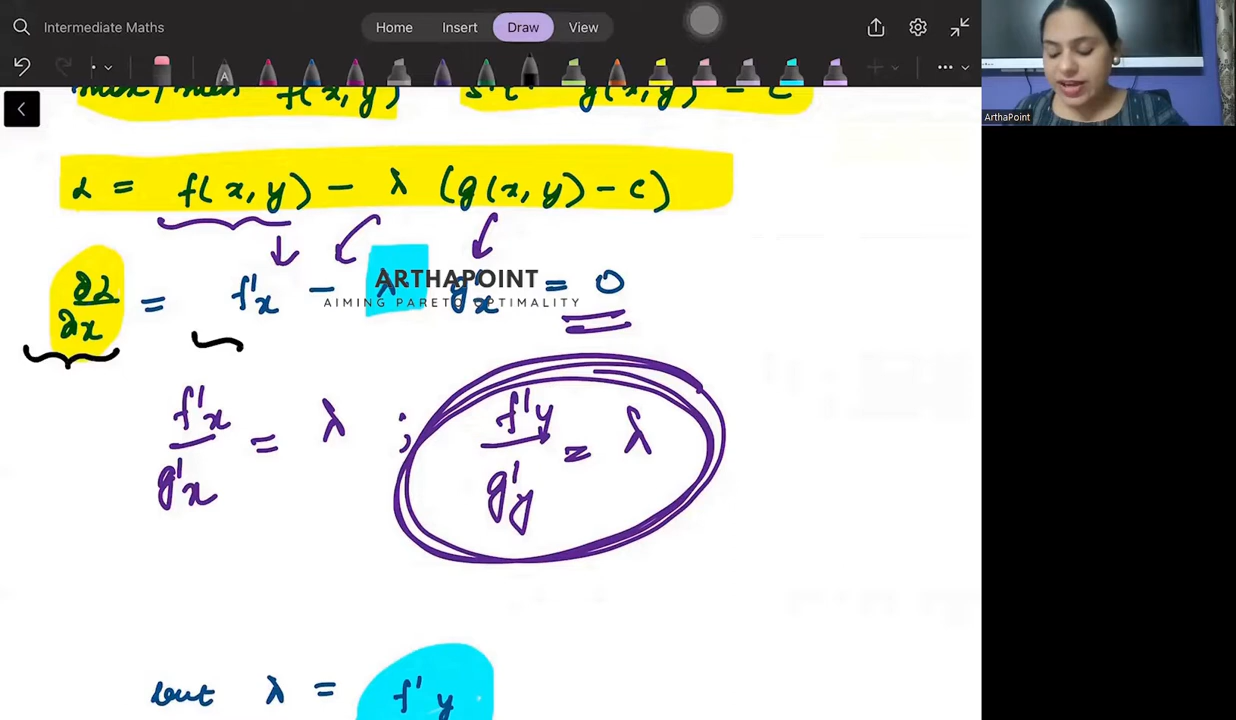 Intermediate Maths Home Insert Draw View
max/min f(x,y) s.t. g(x,y) = c
ℒ = f(x,y) − λ (g(x,y) − c)
∂ℒ/∂x = f'x − λ g'x = 0
ARTHAPOINT
AIMING PARETO OPTIMALITY
f'x/g'x = λ ; f'y/g'y = λ
but λ = f'y
ArthaPoint